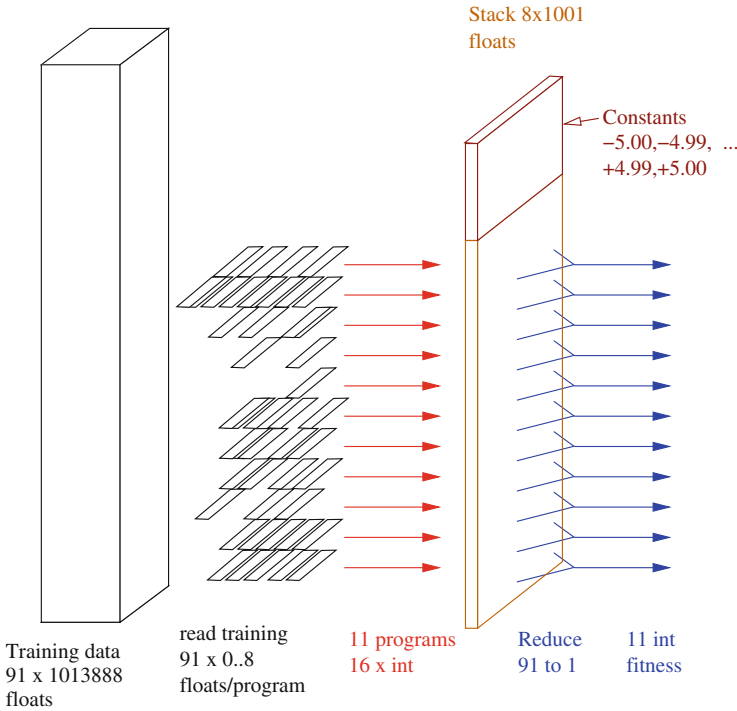 Stack 8x1001
floats
Constants
−5.00,−4.99, ...
+4.99,+5.00
Training data
91 x 1013888
floats
read training
91 x 0..8
floats/program
11 programs
16 x int
Reduce
91 to 1
11 int
fitness